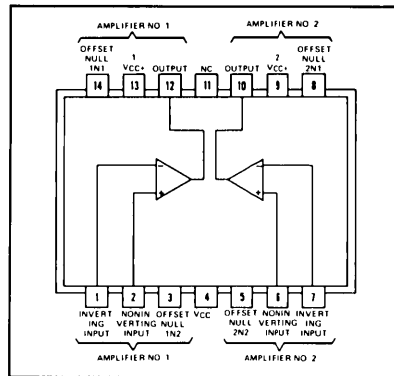 AMPLIFIER NO 1 AMPLIFIER NO 2
OFFSET NULL 1N1
1 VCC+
OUTPUT
NC
OUTPUT
2 VCC+
OFFSET NULL 2N1
14 13 12 11 10 9 8
- -
+ +
1 2 3 4 5 6 7
INVERT ING INPUT
NONIN VERTING INPUT
OFFSET NULL 1N2
VCC
OFFSET NULL 2N2
NONIN VERTING INPUT
INVERT ING INPUT
AMPLIFIER NO 1 AMPLIFIER NO 2